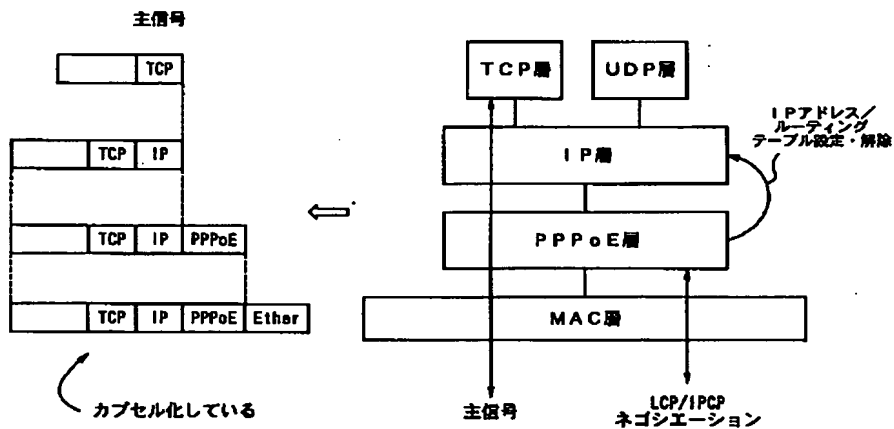 主信号
TCP
TCP IP
TCP IP PPPoE
TCP IP PPPoE Ether
カプセル化している
TCP層 UDP層
IPアドレス/
ルーティング
テーブル設定・解除
IP層
PPPoE層
MAC層
主信号
LCP/IPCP
ネゴシエーション